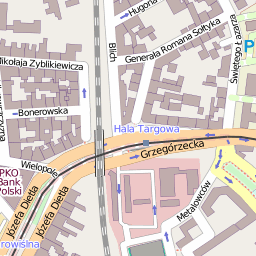 Hugona
Generała Romana Sołtyka
Blich
Mikołaja Zyblikiewicza
Świętego Łazarza
P
Bonerowska
Hala Targowa
Grzegórzecka
Wielopole
PKO
Bank
Polski
Józefa Dietla
Józefa Dietla
Metalowców